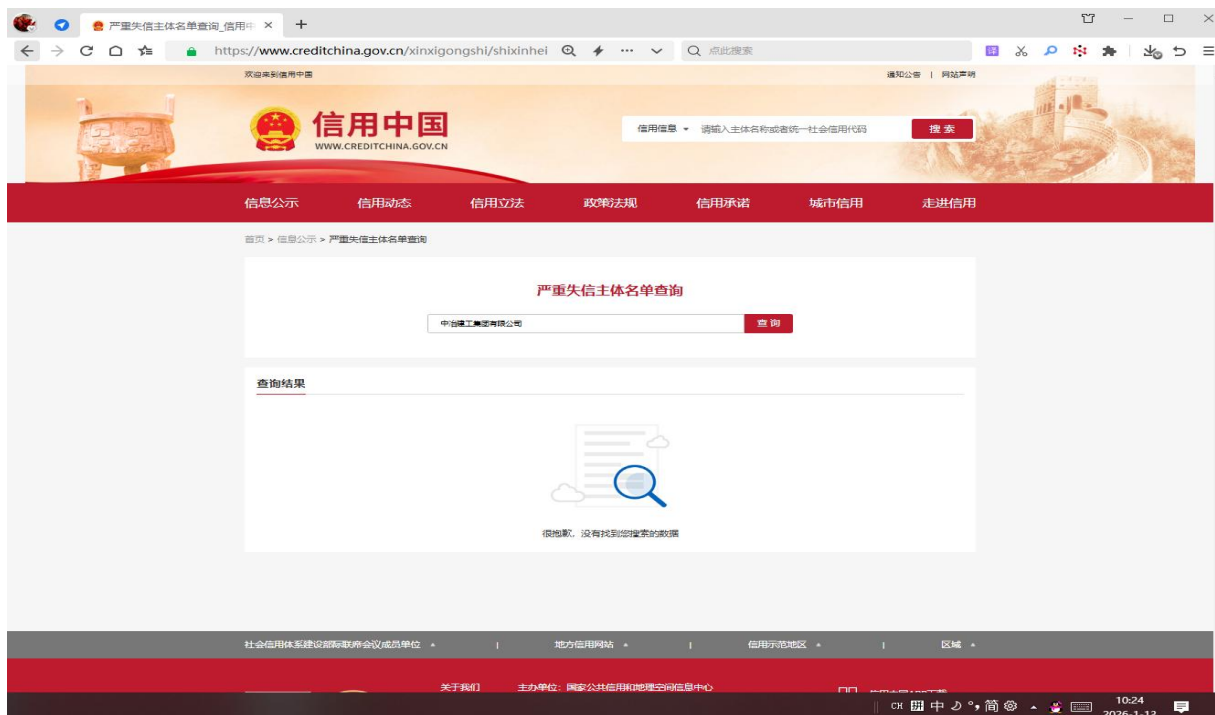 严重失信主体名单查询_信用中
https://www.creditchina.gov.cn/xinxigongshi/shixinhei
点此搜索
欢迎来到信用中国
通知公告 | 网站声明
信用中国
WWW.CREDITCHINA.GOV.CN
信用信息
请输入主体名称或者统一社会信用代码
搜索
信息公示
信用动态
信用立法
政策法规
信用承诺
城市信用
走进信用
首页 > 信息公示 > 严重失信主体名单查询
严重失信主体名单查询
中冶建工集团有限公司
查询
查询结果
很抱歉,没有找到您搜索的数据
社会信用体系建设部际联席会议成员单位
地方信用网站
信用示范地区
区域
关于我们
主办单位:国家公共信用和地理空间信息中心
CH 拼 中 简
10:24
2026-1-12